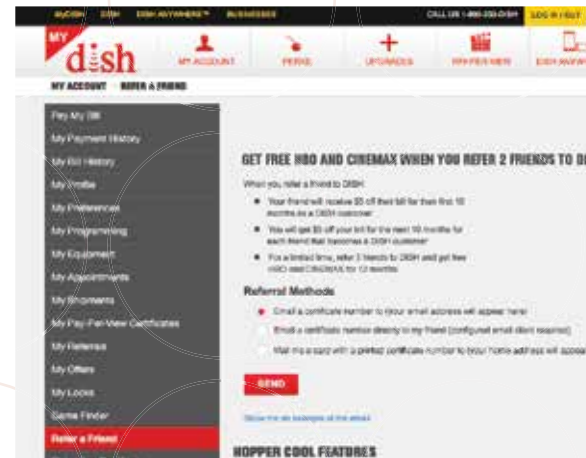 MyDISH DISH DISH ANYWHERE™ BUSINESSES CALL US 1-800-333-DISH
MY
dish
MY ACCOUNT
UPGRADES
PAY-PER-VIEW
MY ACCOUNT REFER A FRIEND
Pay My Bill
My Payment History
My Bill History
My Profile
My Preferences
My Programming
My Equipment
My Appointments
My Shipments
My Pay-Per-View Certificates
My Referrals
My Offers
My Locks
Game Finder
Refer a Friend
GET FREE HBO AND CINEMAX WHEN YOU REFER 2 FRIENDS TO
When you refer a friend to DISH:
Your friend will receive $5 off their bill for their first 10
months as a DISH customer
You will get $5 off your bill for the next 10 months for
each friend that becomes a DISH customer
For a limited time, refer 2 friends to DISH and get free
HBO and CINEMAX for 12 months
Referral Methods
Email a certificate number to (your email address will appear here)
Email a certificate number directly to my friend (configured email client required)
Mail me a card with a printed certificate number to (your home address will appear
SEND
Show me an example of the email
HOPPER COOL FEATURES